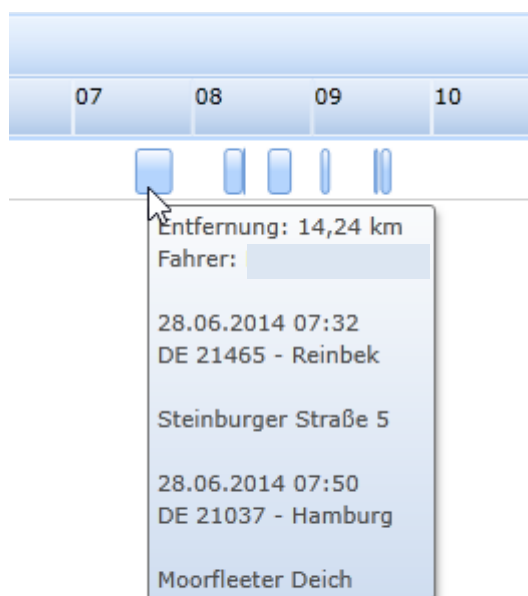 07 08 09 10
Entfernung: 14,24 km
Fahrer:
28.06.2014 07:32
DE 21465 - Reinbek
Steinburger Straße 5
28.06.2014 07:50
DE 21037 - Hamburg
Moorfleeter Deich